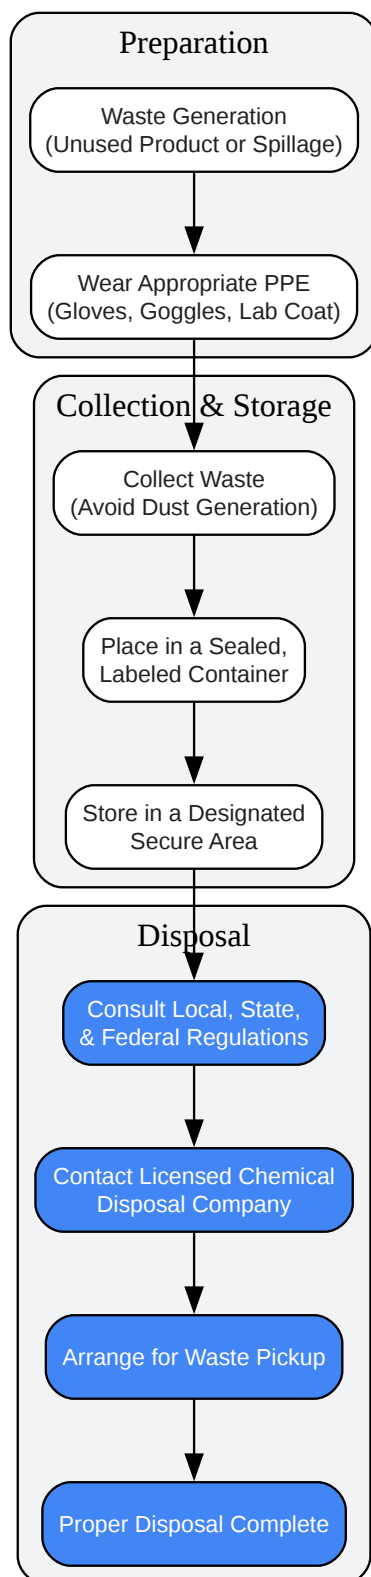 Preparation
Waste Generation
(Unused Product or Spillage)
Wear Appropriate PPE
(Gloves, Goggles, Lab Coat)
Collection & Storage
Collect Waste
(Avoid Dust Generation)
Place in a Sealed,
Labeled Container
Store in a Designated
Secure Area
Disposal
Consult Local, State,
& Federal Regulations
Contact Licensed Chemical
Disposal Company
Arrange for Waste Pickup
Proper Disposal Complete